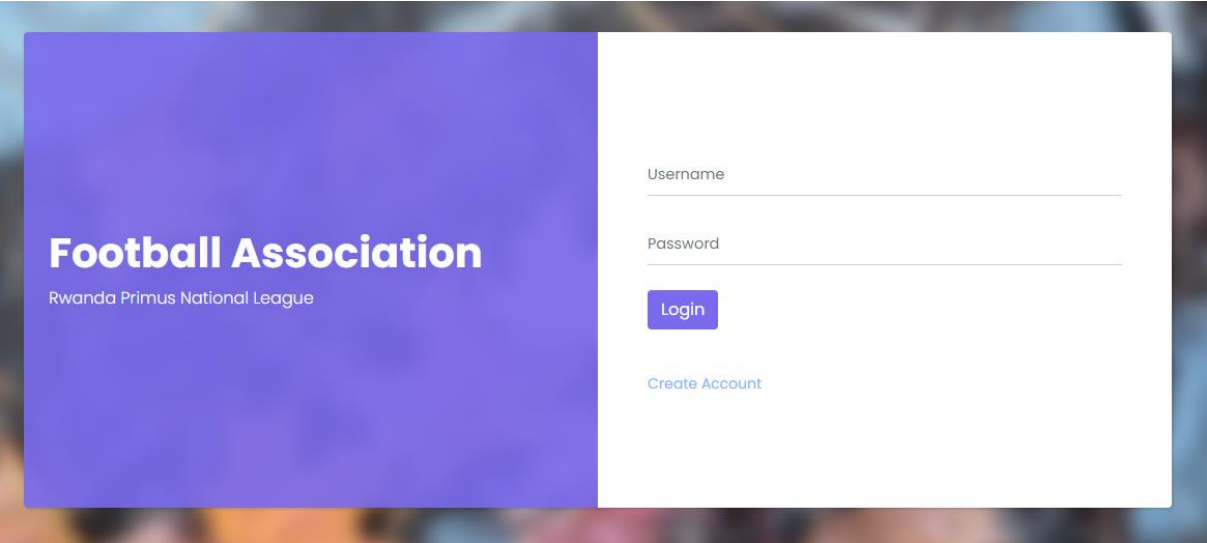 Football Association
Rwanda Primus National League
Username
Password
Login
Create Account